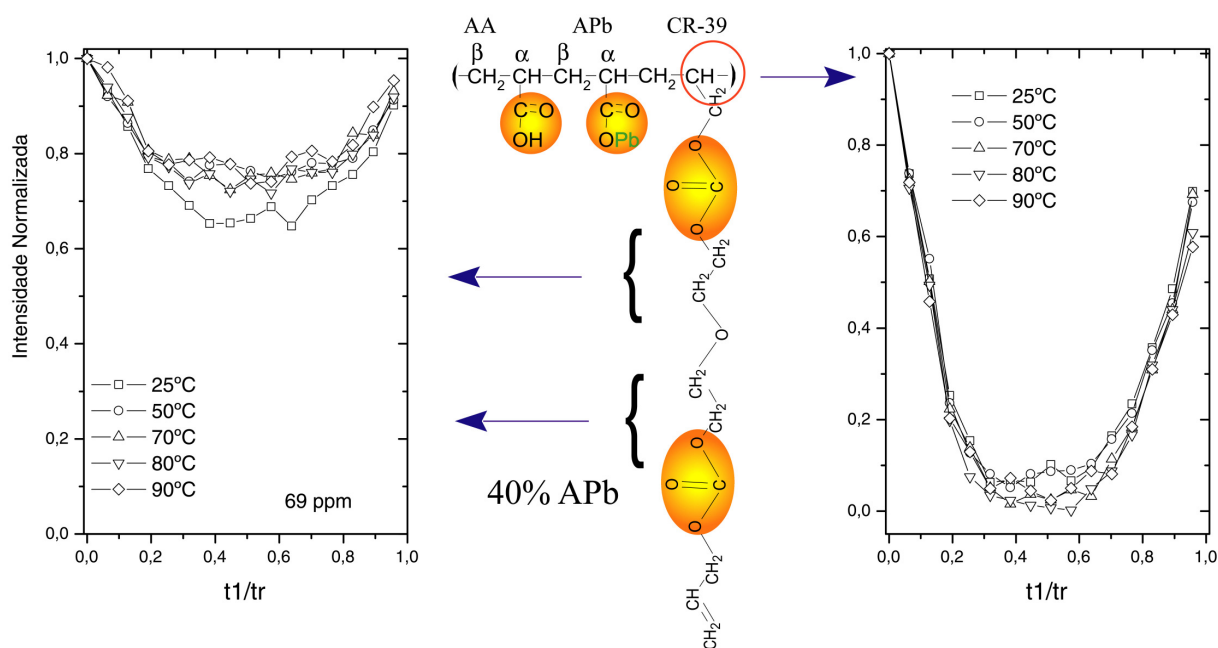 AA APb CR-39
β α β α
CH2-CH-CH2-CH-CH2-CH-
C=O C=O
OH OPb
CH2
O
O=C
O
CH2
CH2
O
CH2
CH2
O
O=C
O
CH2
CH
CH2
40% APb
Intensidade Normalizada
1,0
0,8
0,6
0,4
0,2
0,0
0,0 0,2 0,4 0,6 0,8 1,0
t1/tr
25ºC
50ºC
70ºC
80ºC
90ºC
69 ppm
25ºC
50ºC
70ºC
80ºC
90ºC
1,0
0,8
0,6
0,4
0,2
0,0
0,0 0,2 0,4 0,6 0,8 1,0
t1/tr